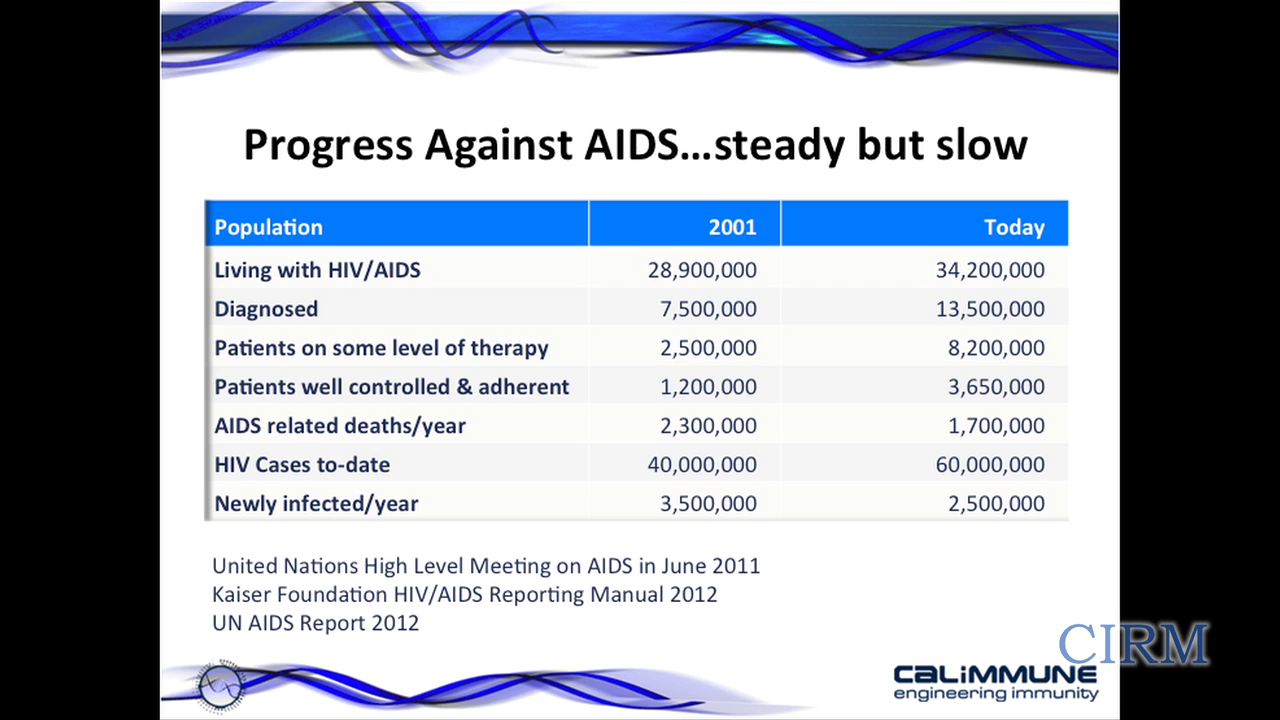 Progress Against AIDS...steady but slow
Population 2001 Today
Living with HIV/AIDS 28,900,000 34,200,000
Diagnosed 7,500,000 13,500,000
Patients on some level of therapy 2,500,000 8,200,000
Patients well controlled & adherent 1,200,000 3,650,000
AIDS related deaths/year 2,300,000 1,700,000
HIV Cases to-date 40,000,000 60,000,000
Newly infected/year 3,500,000 2,500,000
United Nations High Level Meeting on AIDS in June 2011
Kaiser Foundation HIV/AIDS Reporting Manual 2012
UN AIDS Report 2012
CIRM
CALIMMUNE
engineering immunity